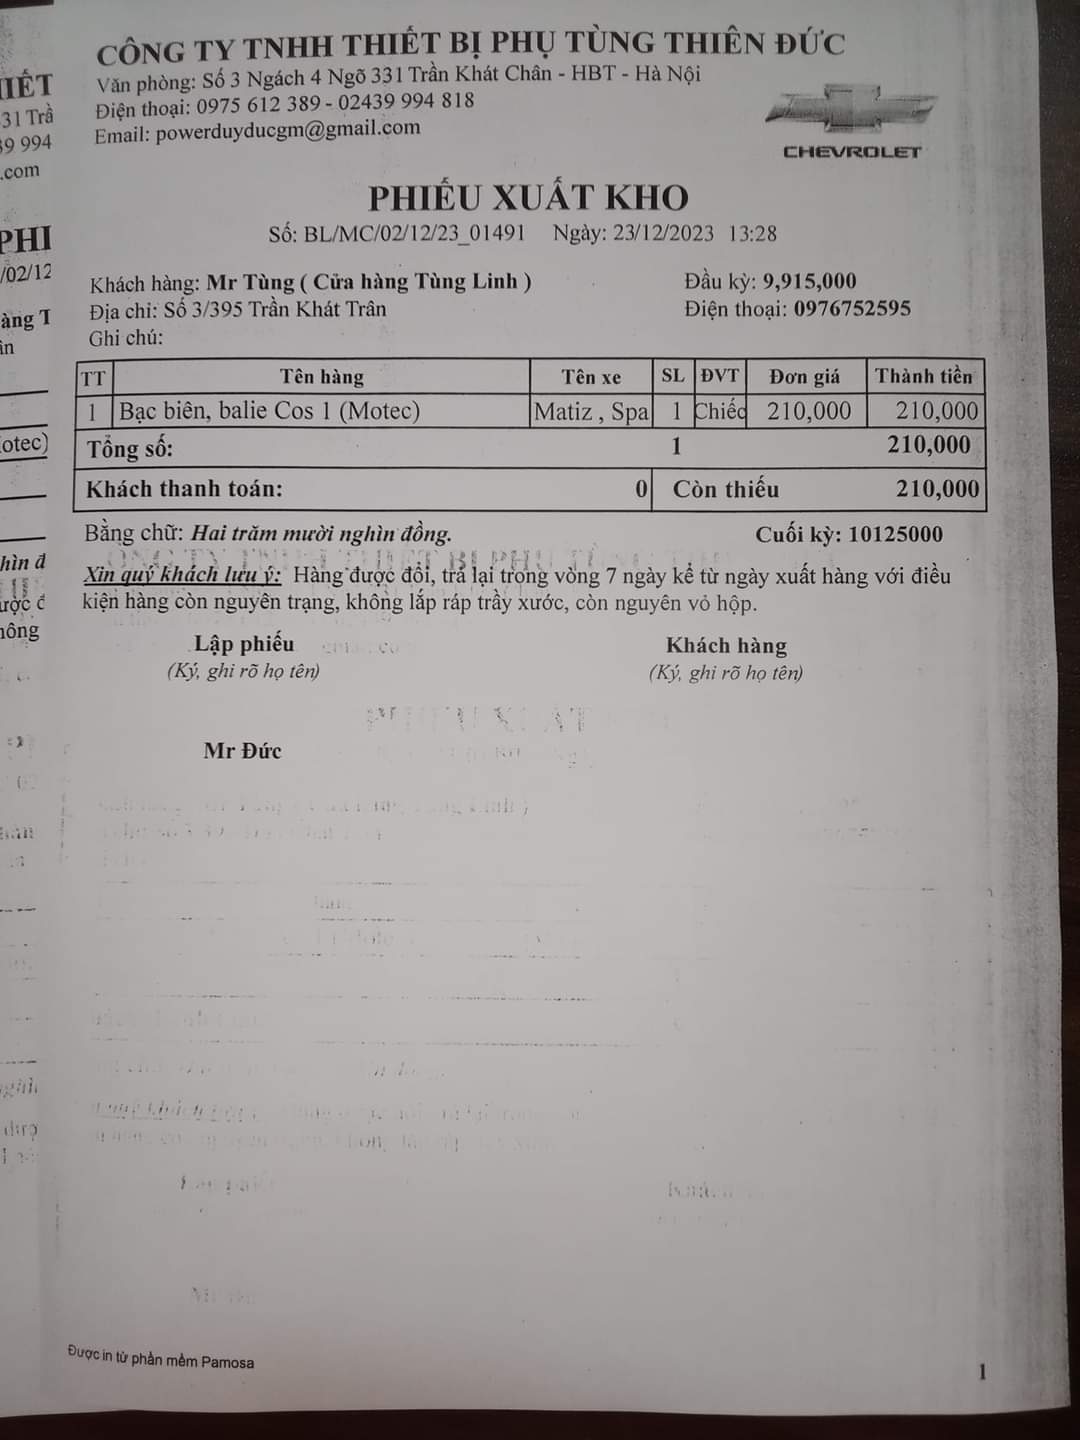 CÔNG TY TNHH THIẾT BỊ PHỤ TÙNG THIÊN ĐỨC
Văn phòng: Số 3 Ngách 4 Ngõ 331 Trần Khát Chân - HBT - Hà Nội
Điện thoại: 0975 612 389 - 02439 994 818
Email: powerduyducgm@gmail.com
CHEVROLET
PHIẾU XUẤT KHO
Số: BL/MC/02/12/23_01491 Ngày: 23/12/2023 13:28
Khách hàng: Mr Tùng ( Cửa hàng Tùng Linh ) Đầu kỳ: 9,915,000
Địa chỉ: Số 3/395 Trần Khát Trân Điện thoại: 0976752595
Ghi chú:
TT Tên hàng Tên xe SL ĐVT Đơn giá Thành tiền
1 Bạc biên, balie Cos 1 (Motec) Matiz , Spa 1 Chiếc 210,000 210,000
Tổng số: 1 210,000
Khách thanh toán: 0 Còn thiếu 210,000
Bằng chữ: Hai trăm mười nghìn đồng. Cuối kỳ: 10125000
Xin quý khách lưu ý: Hàng được đổi, trả lại trong vòng 7 ngày kể từ ngày xuất hàng với điều
kiện hàng còn nguyên trạng, không lắp ráp trầy xước, còn nguyên vỏ hộp.
Lập phiếu Khách hàng
(Ký, ghi rõ họ tên) (Ký, ghi rõ họ tên)
Mr Đức
Được in từ phần mềm Pamosa
1